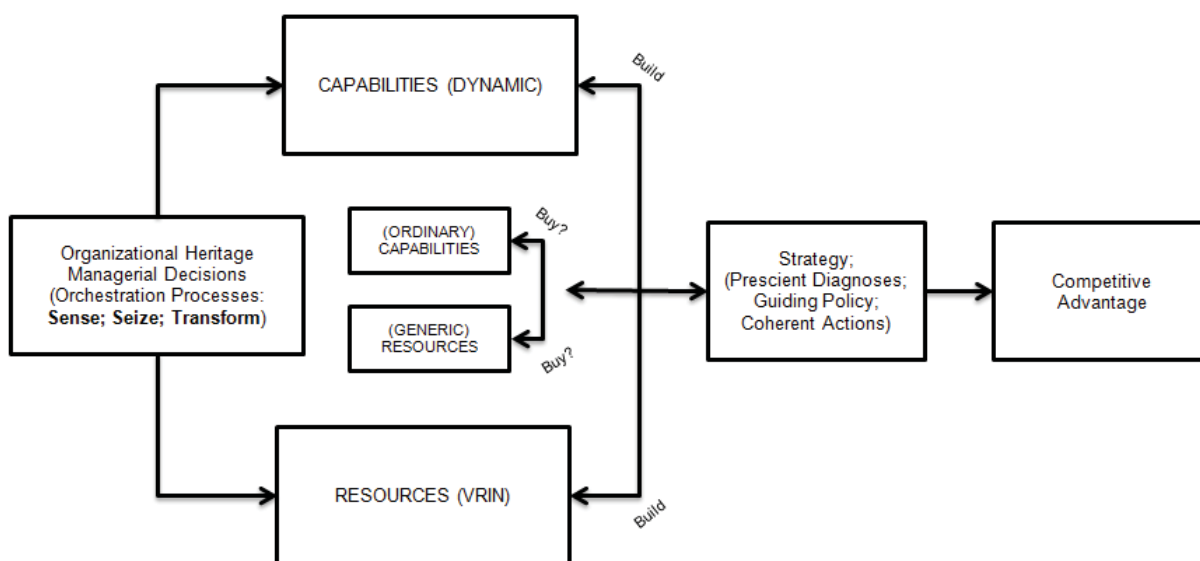 CAPABILITIES (DYNAMIC)
Build
Organizational Heritage
Managerial Decisions
(Orchestration Processes:
Sense; Seize; Transform)
(ORDINARY)
CAPABILITIES
Buy?
(GENERIC)
RESOURCES
Buy?
Strategy;
(Prescient Diagnoses;
Guiding Policy;
Coherent Actions)
Competitive
Advantage
RESOURCES (VRIN)
Build